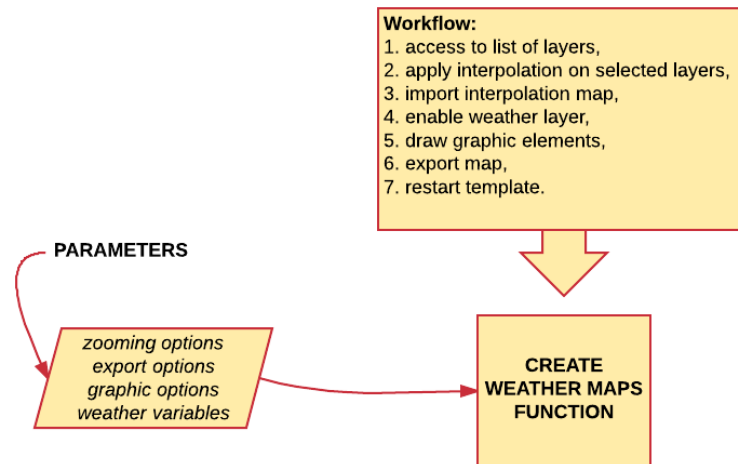 Workflow:
1. access to list of layers,
2. apply interpolation on selected layers,
3. import interpolation map,
4. enable weather layer,
5. draw graphic elements,
6. export map,
7. restart template.
PARAMETERS
zooming options
export options
graphic options
weather variables
CREATE
WEATHER MAPS
FUNCTION